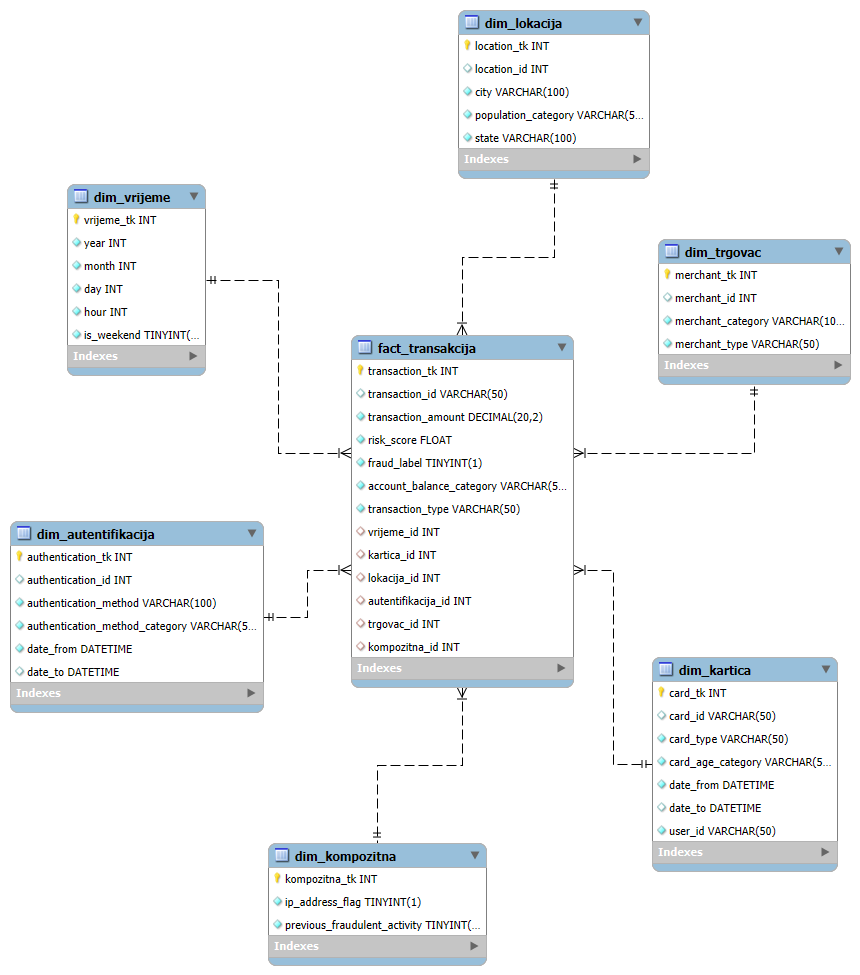 dim_lokacija
location_tk INT
location_id INT
city VARCHAR(100)
population_category VARCHAR(5...
state VARCHAR(100)
Indexes
dim_vrijeme
vrijeme_tk INT
year INT
month INT
day INT
hour INT
is_weekend TINYINT(...
Indexes
dim_trgovac
merchant_tk INT
merchant_id INT
merchant_category VARCHAR(10...
merchant_type VARCHAR(50)
Indexes
fact_transakcija
transaction_tk INT
transaction_id VARCHAR(50)
transaction_amount DECIMAL(20,2)
risk_score FLOAT
fraud_label TINYINT(1)
account_balance_category VARCHAR(5...
transaction_type VARCHAR(50)
vrijeme_id INT
kartica_id INT
lokacija_id INT
autentifikacija_id INT
trgovac_id INT
kompozitna_id INT
Indexes
dim_autentifikacija
authentication_tk INT
authentication_id INT
authentication_method VARCHAR(100)
authentication_method_category VARCHAR(5...
date_from DATETIME
date_to DATETIME
Indexes
dim_kartica
card_tk INT
card_id VARCHAR(50)
card_type VARCHAR(50)
card_age_category VARCHAR(5...
date_from DATETIME
date_to DATETIME
user_id VARCHAR(50)
Indexes
dim_kompozitna
kompozitna_tk INT
ip_address_flag TINYINT(1)
previous_fraudulent_activity TINYINT(...
Indexes